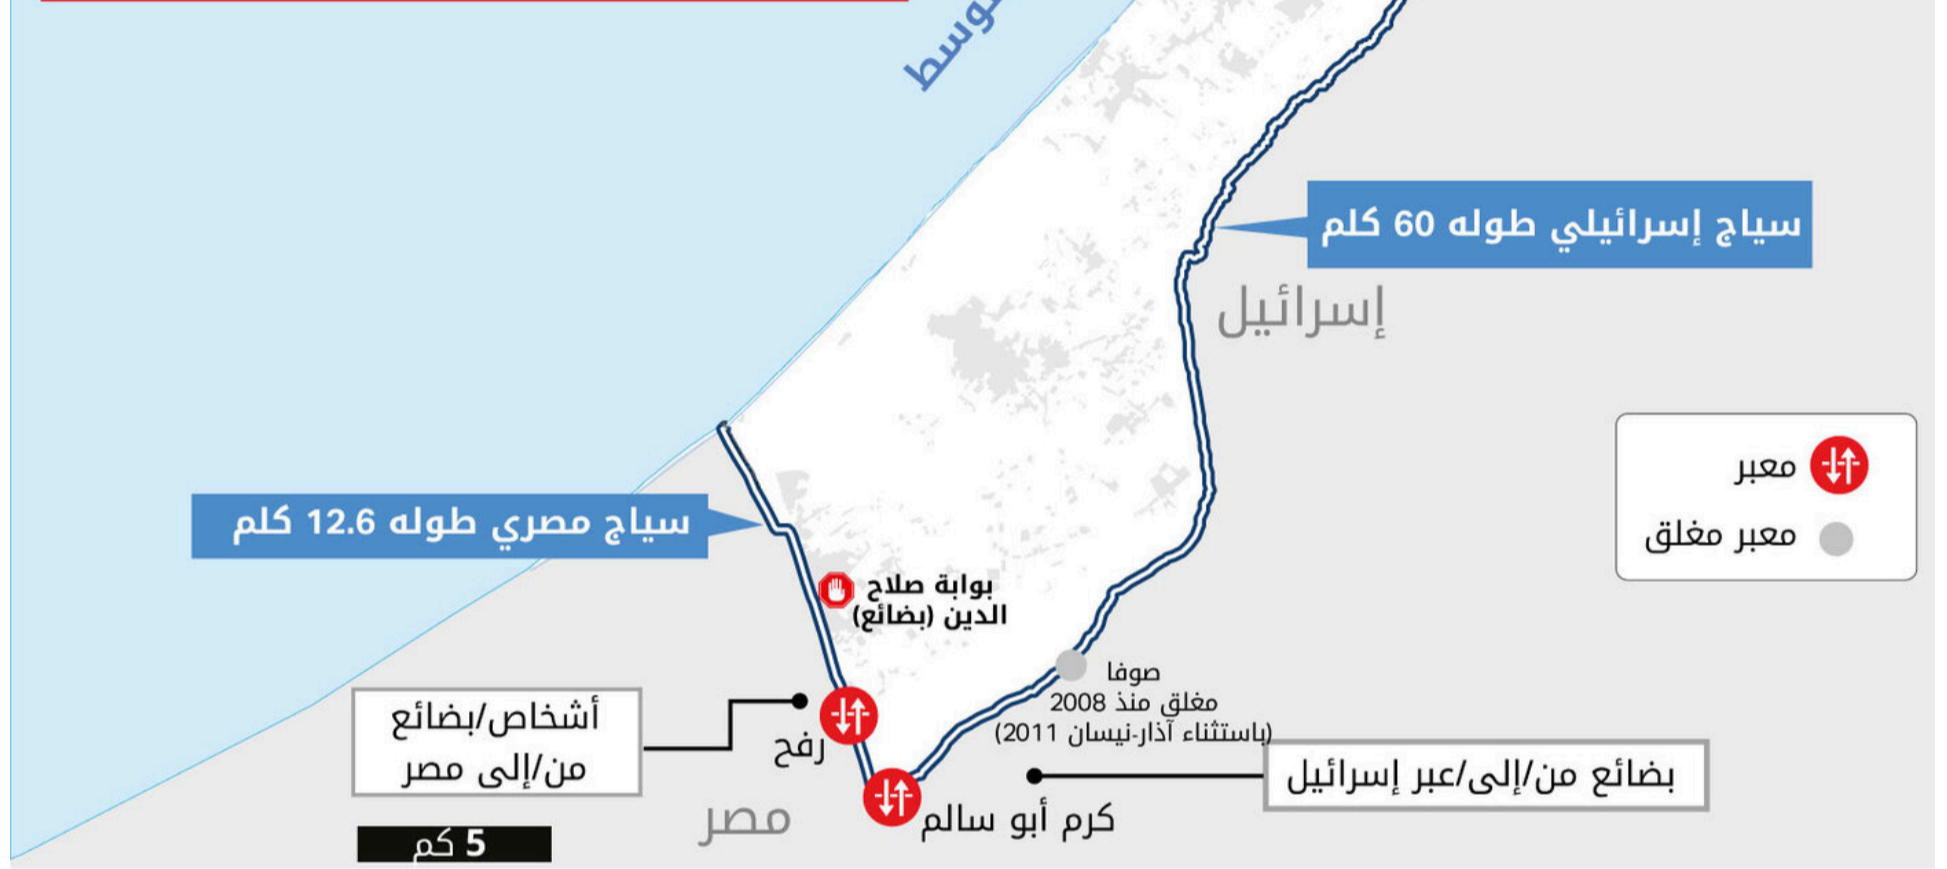 سياج إسرائيلي طوله 60 كلم
إسرائيل
معبر
معبر مغلق
سياج مصري طوله 12.6 كلم
بوابة صلاح
الدين (بضائع)
صوفا
مغلق منذ 2008
(باستثناء آذار-نيسان 2011)
أشخاص/بضائع
من/إلى مصر
رفح
بضائع من/إلى/عبر إسرائيل
كرم أبو سالم
مصر
5 كم